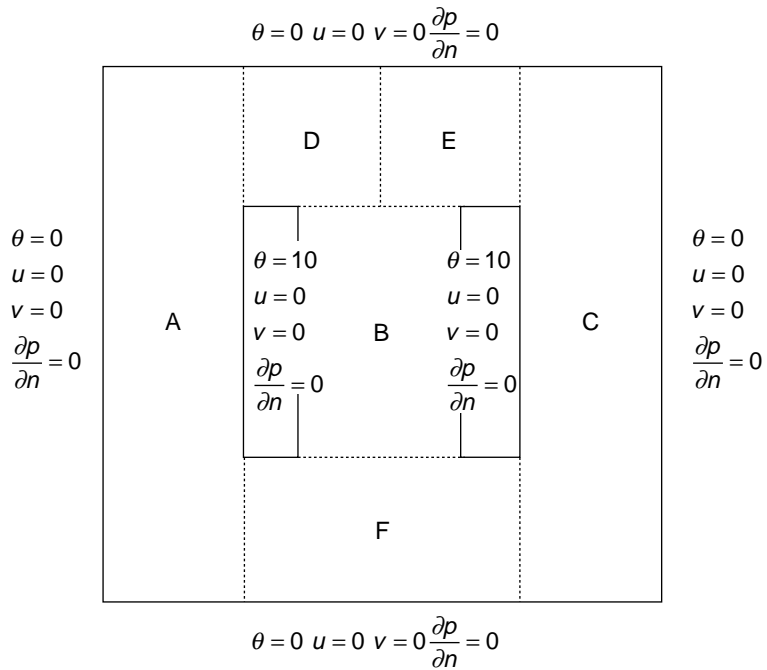 θ = 0 u = 0 v = 0 ∂p/∂n = 0
D E
θ = 0
u = 0
v = 0
∂p/∂n = 0
A
θ = 10
u = 0
v = 0
∂p/∂n = 0
B
θ = 10
u = 0
v = 0
∂p/∂n = 0
C
θ = 0
u = 0
v = 0
∂p/∂n = 0
F
θ = 0 u = 0 v = 0 ∂p/∂n = 0